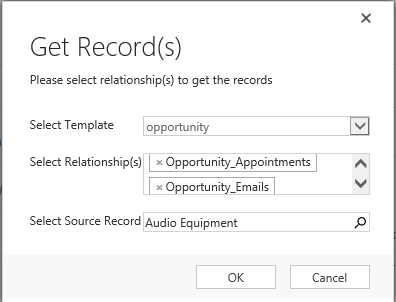 Get Record(s)
Please select relationship(s) to get the records
Select Template opportunity
Select Relationship(s) × Opportunity_Appointments
× Opportunity_Emails
Select Source Record Audio Equipment
OK Cancel